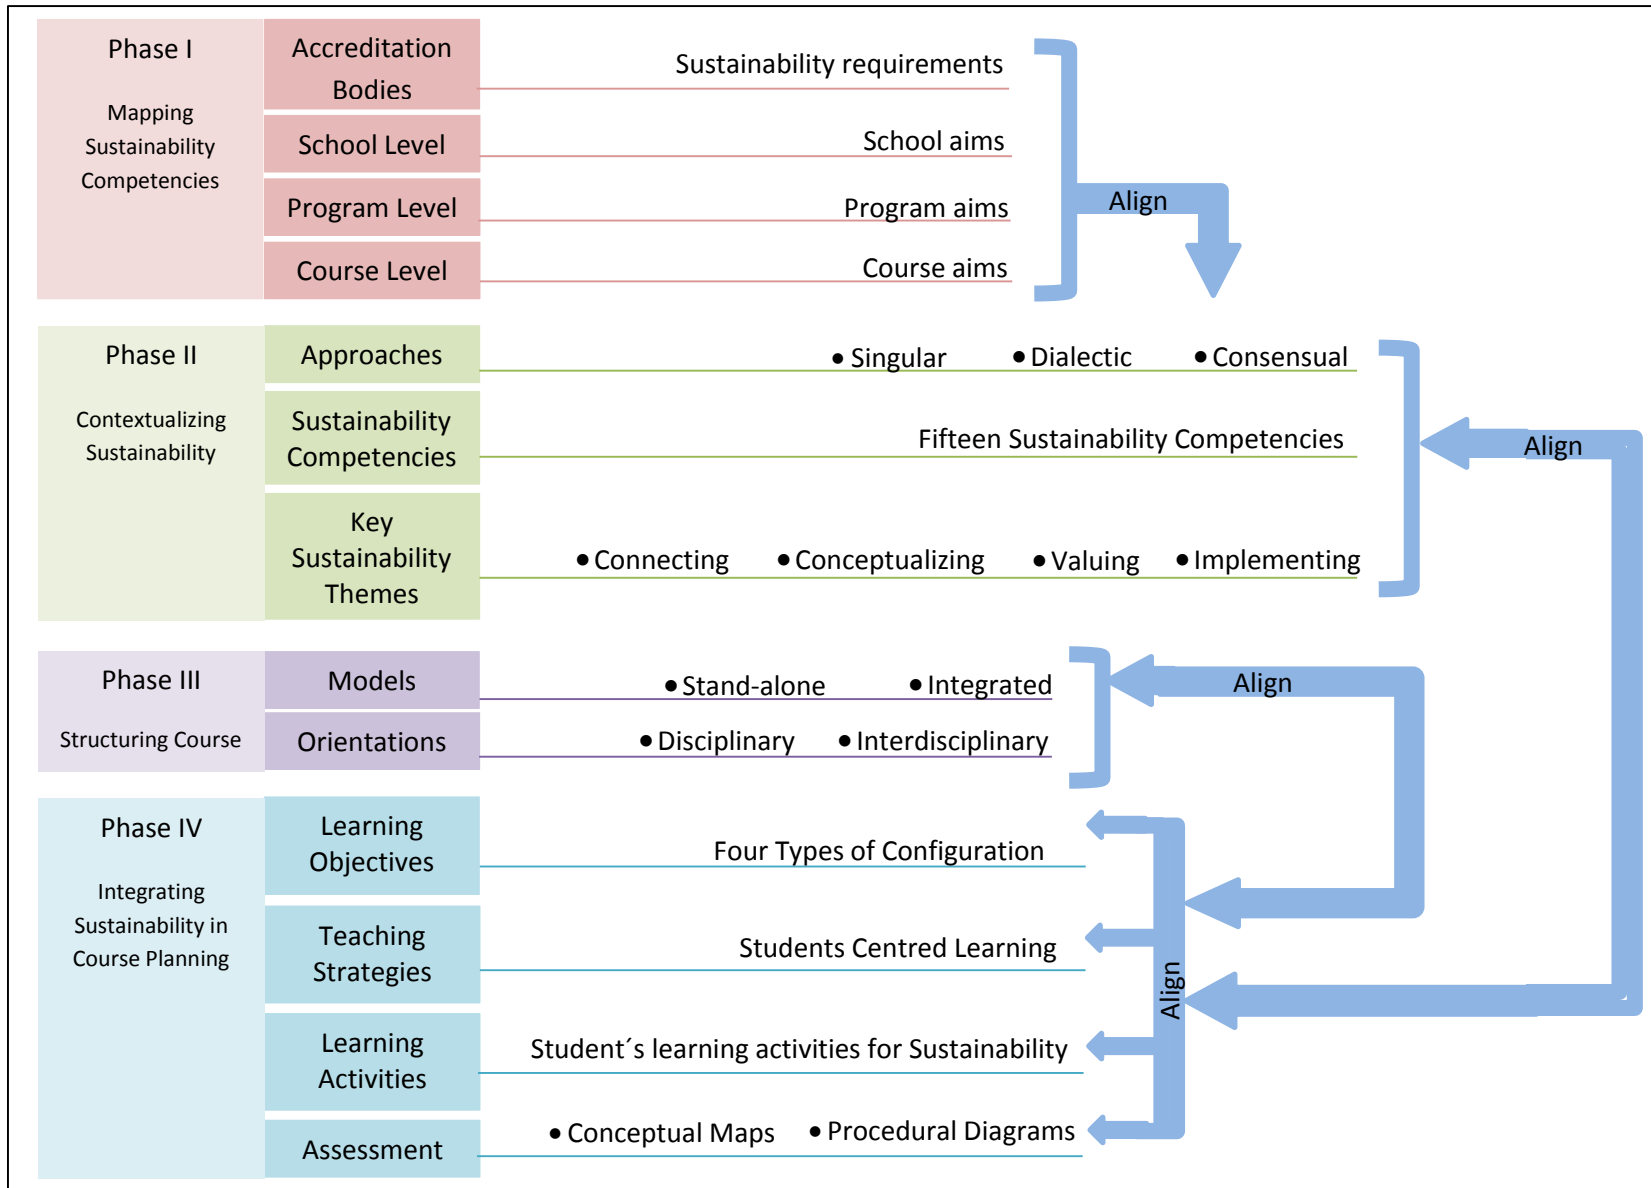 Phase I
Mapping
Sustainability
Competencies
Accreditation
Bodies
Sustainability requirements
School Level
School aims
Program Level
Program aims
Course Level
Course aims
Align
Phase II
Contextualizing
Sustainability
Approaches
• Singular • Dialectic • Consensual
Sustainability
Competencies
Fifteen Sustainability Competencies
Key
Sustainability
Themes
• Connecting • Conceptualizing • Valuing • Implementing
Align
Phase III
Structuring Course
Models
• Stand-alone • Integrated
Orientations
• Disciplinary • Interdisciplinary
Align
Phase IV
Integrating
Sustainability in
Course Planning
Learning
Objectives
Four Types of Configuration
Teaching
Strategies
Students Centred Learning
Learning
Activities
Student´s learning activities for Sustainability
Assessment
• Conceptual Maps • Procedural Diagrams
Align